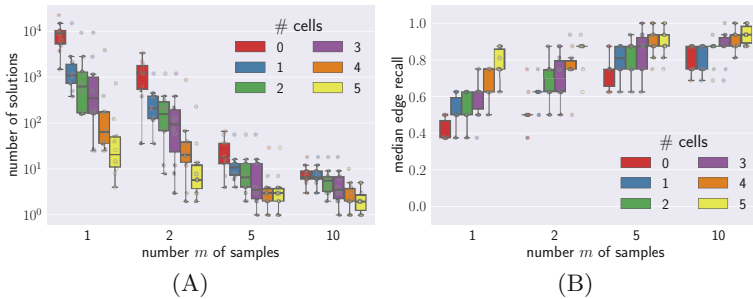 # cells
0 3
1 4
2 5
10⁴
10³
10²
10¹
10⁰
number of solutions
1 2 5 10
number m of samples
(A)
1.0
0.8
0.6
0.4
0.2
0.0
median edge recall
# cells
0 3
1 4
2 5
1 2 5 10
number m of samples
(B)